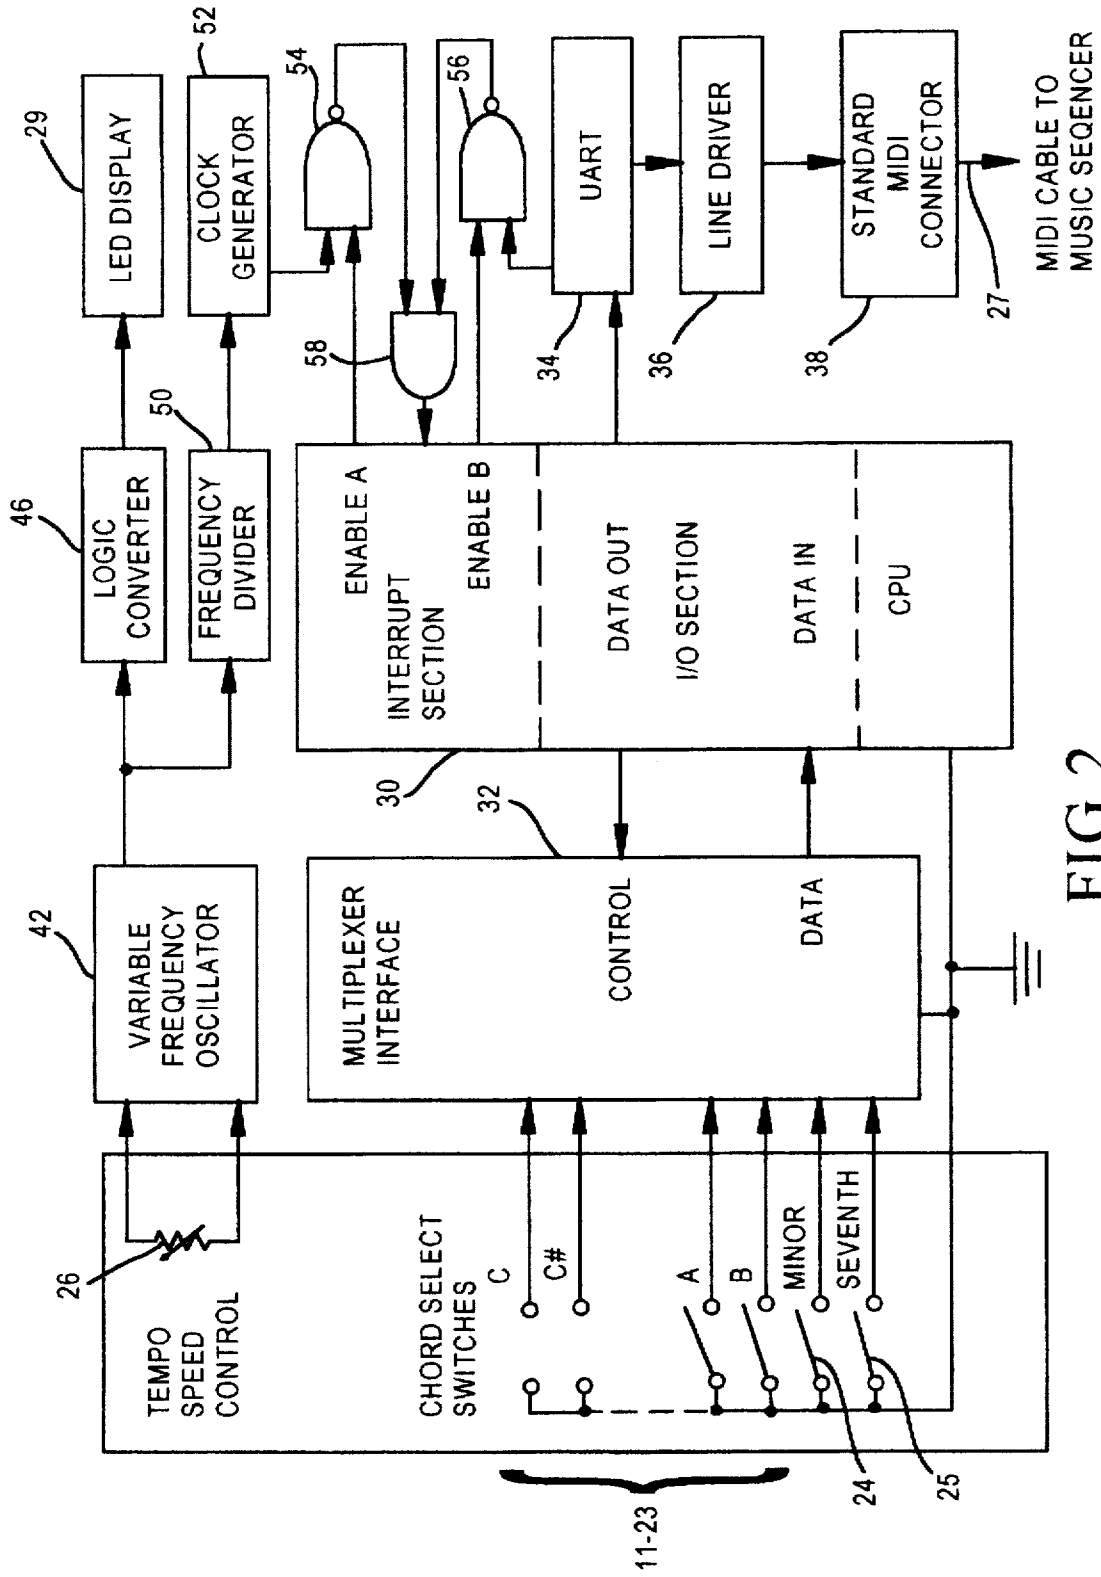 29
LED DISPLAY
52
CLOCK
GENERATOR
54
56
58
46
LOGIC
CONVERTER
50
FREQUENCY
DIVIDER
42
VARIABLE
FREQUENCY
OSCILLATOR
26
TEMPO
SPEED
CONTROL
CHORD SELECT
SWITCHES
C
C#
A
B
MINOR
SEVENTH
11-23
24
25
MULTIPLEXER
INTERFACE
32
CONTROL
DATA
30
ENABLE A
INTERRUPT
SECTION
ENABLE B
DATA OUT
I/O SECTION
DATA IN
CPU
UART
34
LINE DRIVER
36
STANDARD
MIDI
CONNECTOR
38
27
MIDI CABLE TO
MUSIC SEQENCER
FIG 2